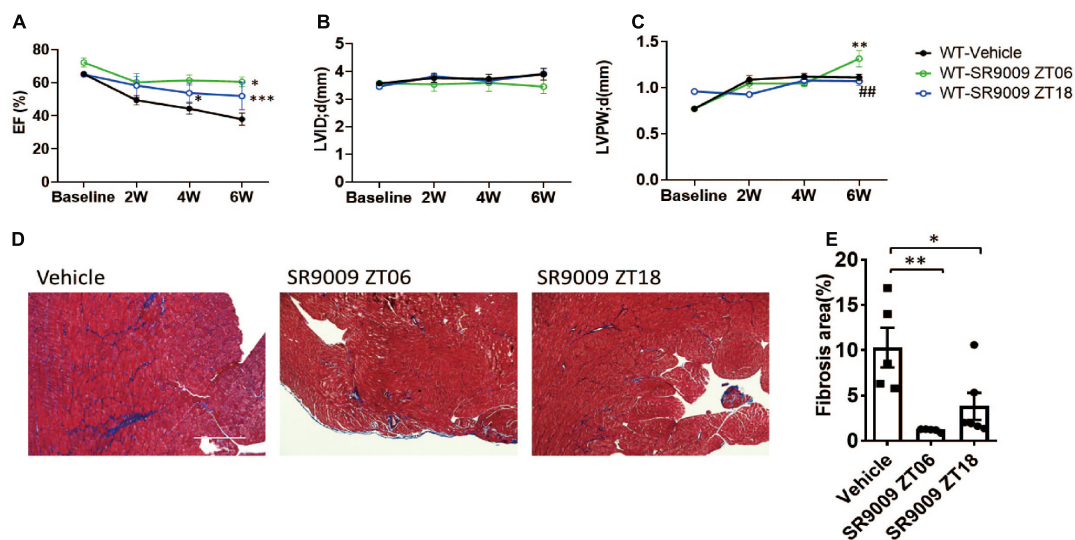 A
EF (%)
80
60
40
20
0
*
*
***
Baseline 2W 4W 6W
B
LVID;d(mm)
5
4
3
2
1
0
Baseline 2W 4W 6W
C
LVPW;d(mm)
1.5
1.0
0.5
0.0
**
##
Baseline 2W 4W 6W
WT-Vehicle
WT-SR9009 ZT06
WT-SR9009 ZT18
D
Vehicle
SR9009 ZT06
SR9009 ZT18
E
Fibrosis area(%)
20
15
10
5
0
*
**
Vehicle
SR9009 ZT06
SR9009 ZT18